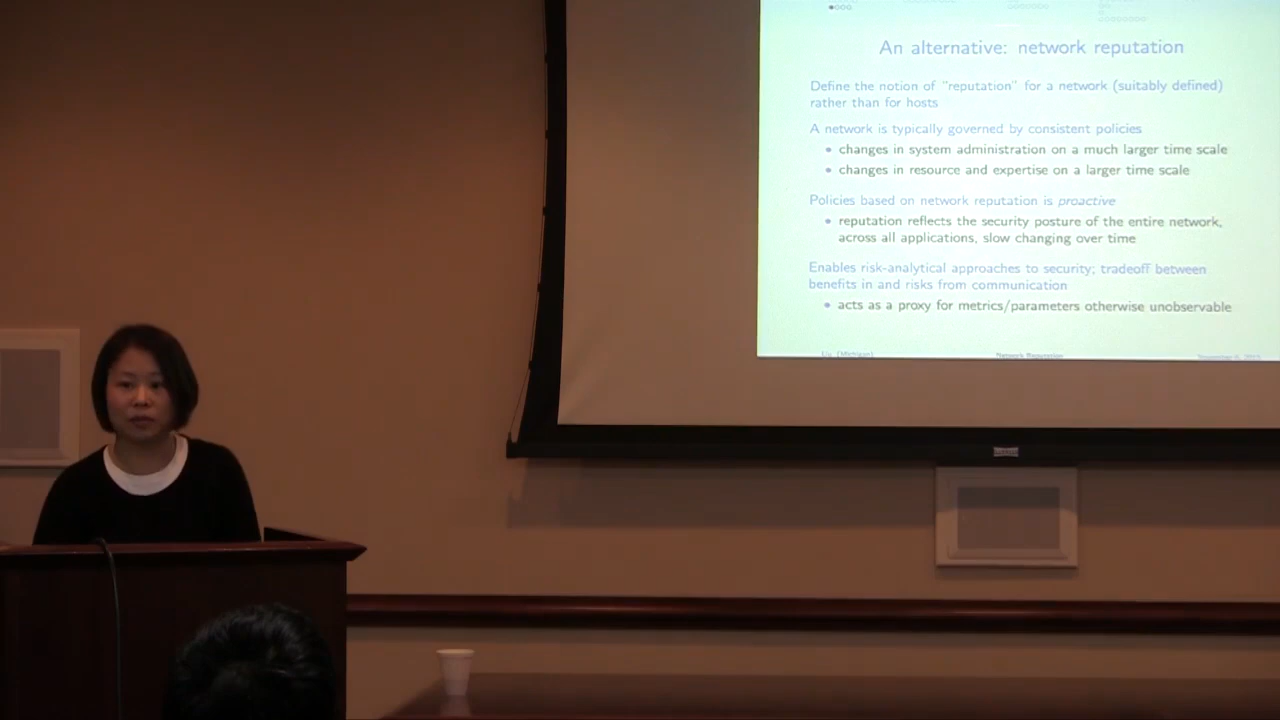 An alternative: network reputation
Define the notion of "reputation" for a network (suitably defined)
rather than for hosts
A network is typically governed by consistent policies
• changes in system administration on a much larger time scale
• changes in resource and expertise on a larger time scale
Policies based on network reputation is proactive
• reputation reflects the security posture of the entire network,
across all applications, slow changing over time
Enables risk-analytical approaches to security; tradeoff between
benefits in and risks from communication
• acts as a proxy for metrics/parameters otherwise unobservable
Liu (Michigan) Network Reputation